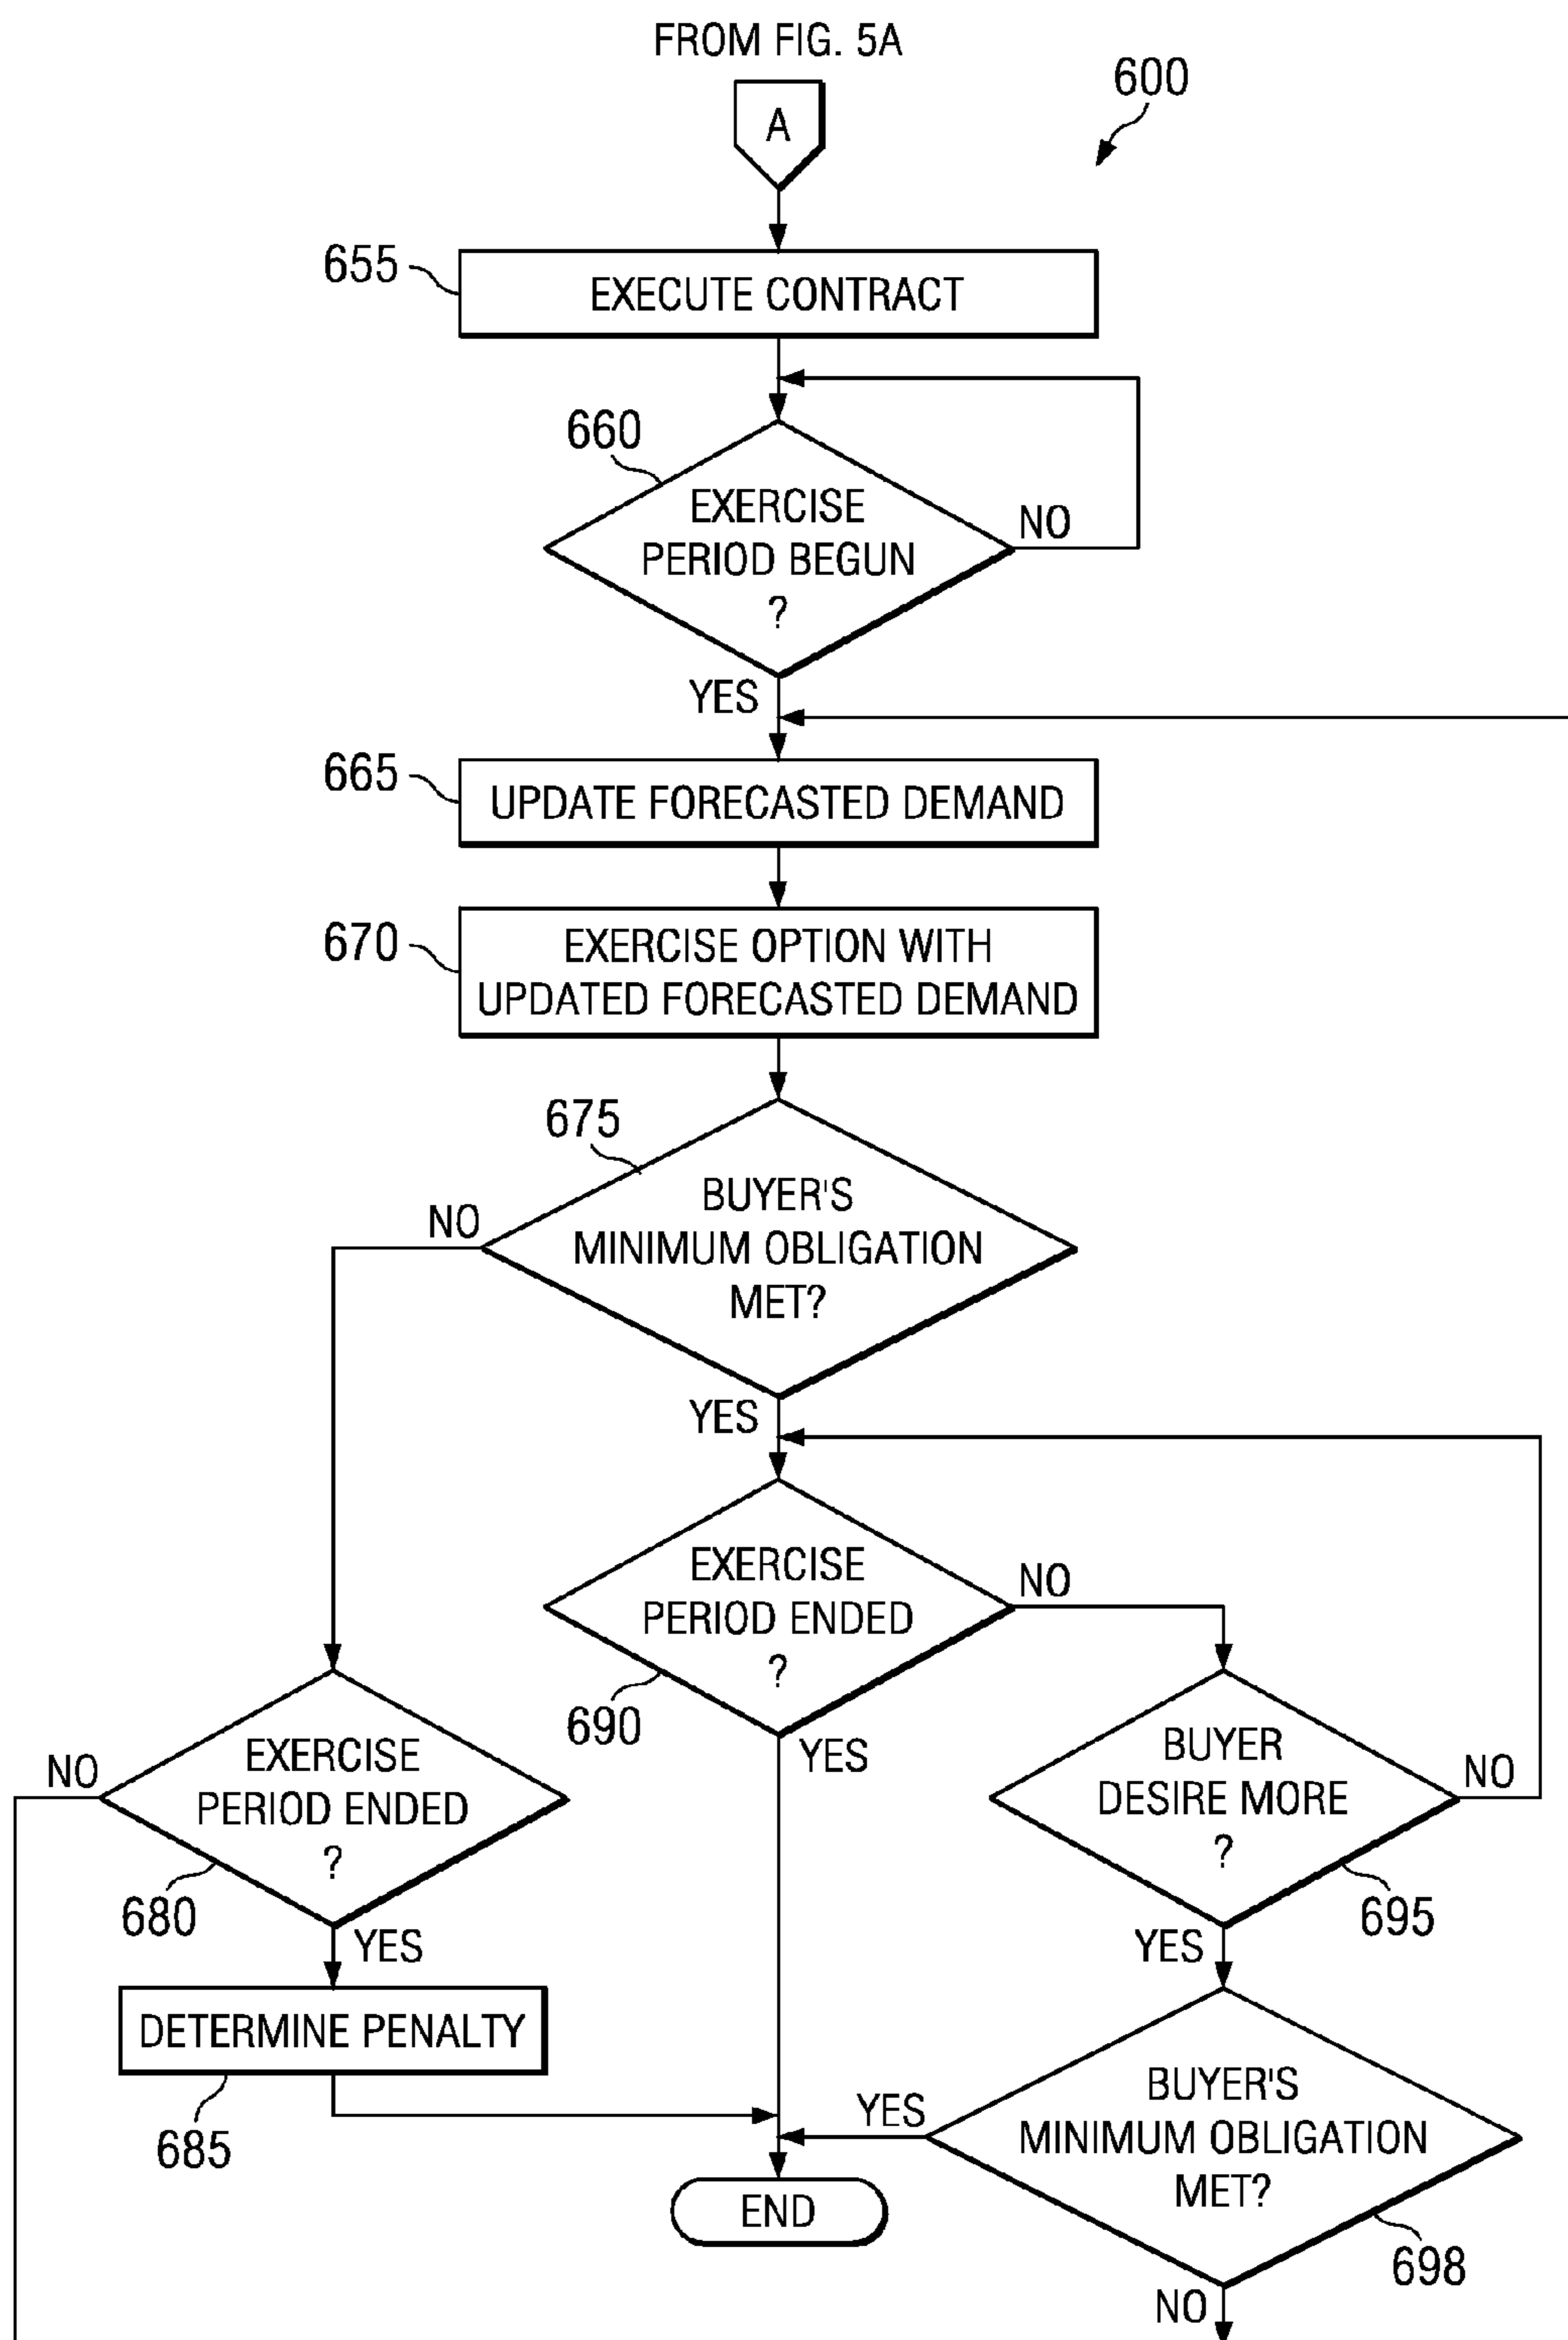 FROM FIG. 5A
A
600
655
EXECUTE CONTRACT
660
EXERCISE
PERIOD BEGUN
?
NO
YES
665
UPDATE FORECASTED DEMAND
670
EXERCISE OPTION WITH
UPDATED FORECASTED DEMAND
675
BUYER'S
MINIMUM OBLIGATION
MET?
NO
YES
EXERCISE
PERIOD ENDED
?
NO
690
YES
BUYER
DESIRE MORE
?
NO
695
YES
NO
EXERCISE
PERIOD ENDED
?
680
YES
DETERMINE PENALTY
685
BUYER'S
MINIMUM OBLIGATION
MET?
YES
698
NO
END